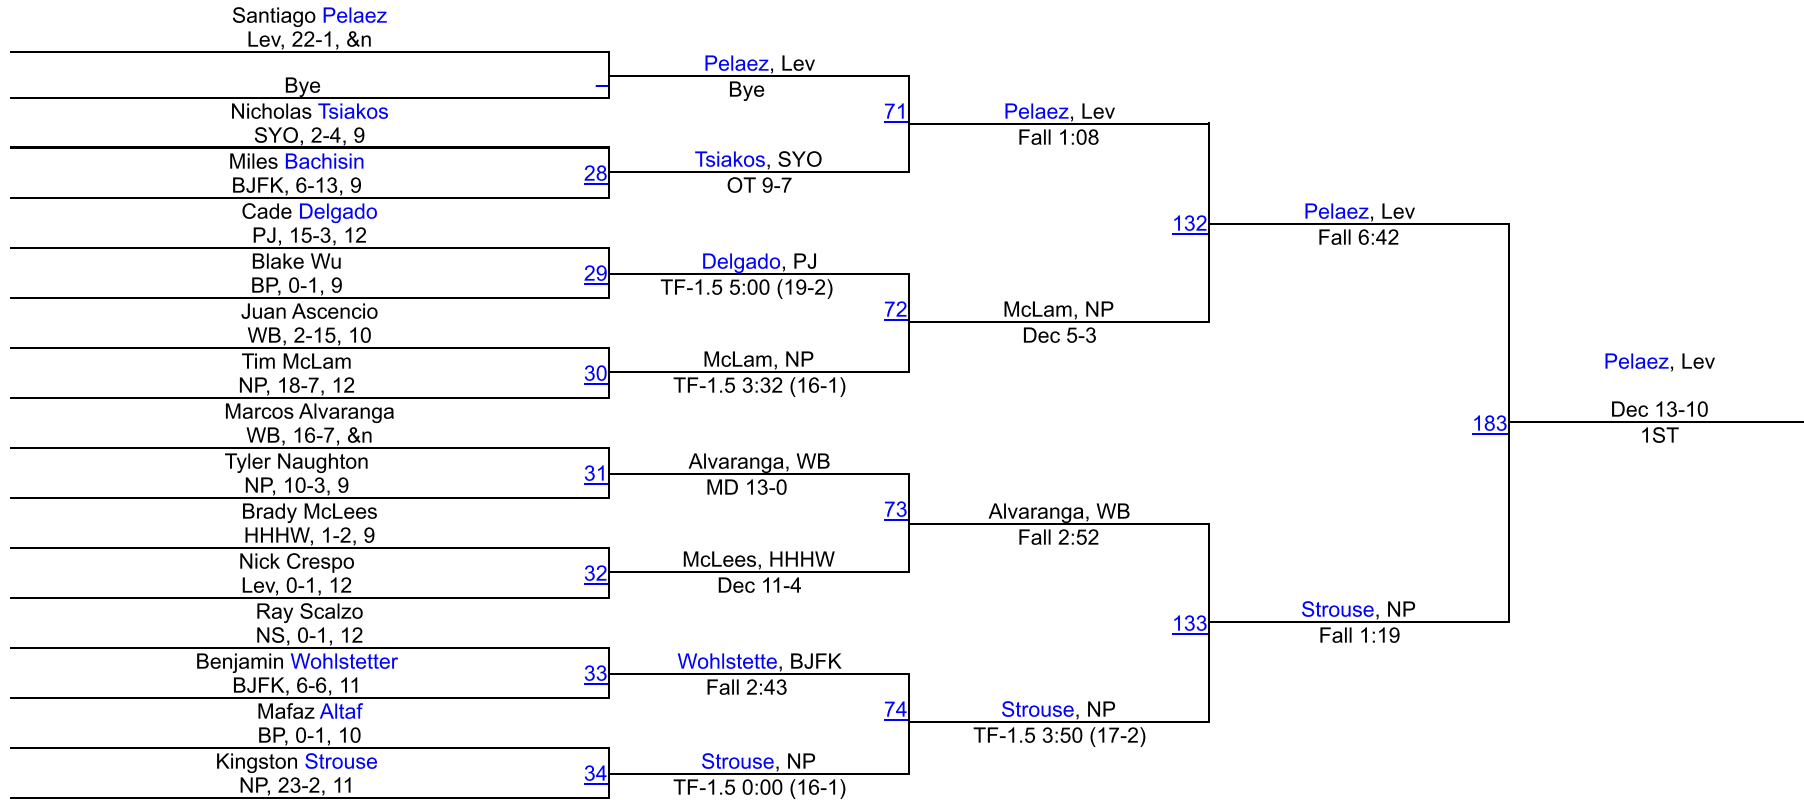 Santiago Pelaez
Lev, 22-1, &n
Bye
Nicholas Tsiakos
SYO, 2-4, 9
Miles Bachisin
BJFK, 6-13, 9
28
Cade Delgado
PJ, 15-3, 12
Blake Wu
BP, 0-1, 9
29
Juan Ascencio
WB, 2-15, 10
Tim McLam
NP, 18-7, 12
30
Marcos Alvaranga
WB, 16-7, &n
Tyler Naughton
NP, 10-3, 9
31
Brady McLees
HHHW, 1-2, 9
Nick Crespo
Lev, 0-1, 12
32
Ray Scalzo
NS, 0-1, 12
Benjamin Wohlstetter
BJFK, 6-6, 11
33
Mafaz Altaf
BP, 0-1, 10
Kingston Strouse
NP, 23-2, 11
34
Pelaez, Lev
Bye
71
Tsiakos, SYO
OT 9-7
Delgado, PJ
TF-1.5 5:00 (19-2)
72
McLam, NP
TF-1.5 3:32 (16-1)
Alvaranga, WB
MD 13-0
73
McLees, HHHW
Dec 11-4
Wohlstette, BJFK
Fall 2:43
74
Strouse, NP
TF-1.5 0:00 (16-1)
Pelaez, Lev
Fall 1:08
132
McLam, NP
Dec 5-3
Alvaranga, WB
Fall 2:52
133
Strouse, NP
TF-1.5 3:50 (17-2)
Pelaez, Lev
Fall 6:42
183
Strouse, NP
Fall 1:19
Pelaez, Lev
Dec 13-10
1ST